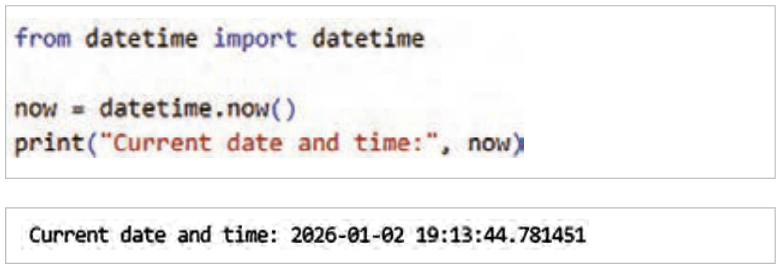 from datetime import datetime
now = datetime.now()
print("Current date and time:", now)
Current date and time: 2026-01-02 19:13:44.781451